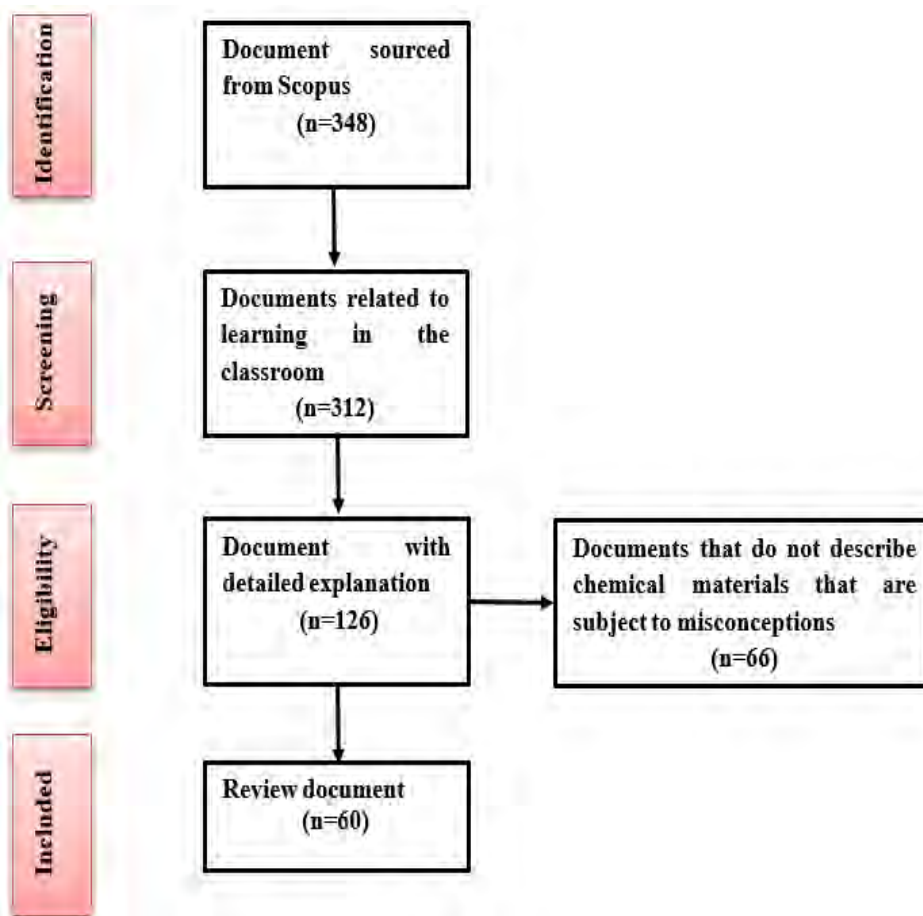 Identification
Document sourced
from Scopus
(n=348)
Screening
Documents related to
learning in the
classroom
(n=312)
Eligibility
Document with
detailed explanation
(n=126)
Documents that do not describe
chemical materials that are
subject to misconceptions
(n=66)
Included
Review document
(n=60)